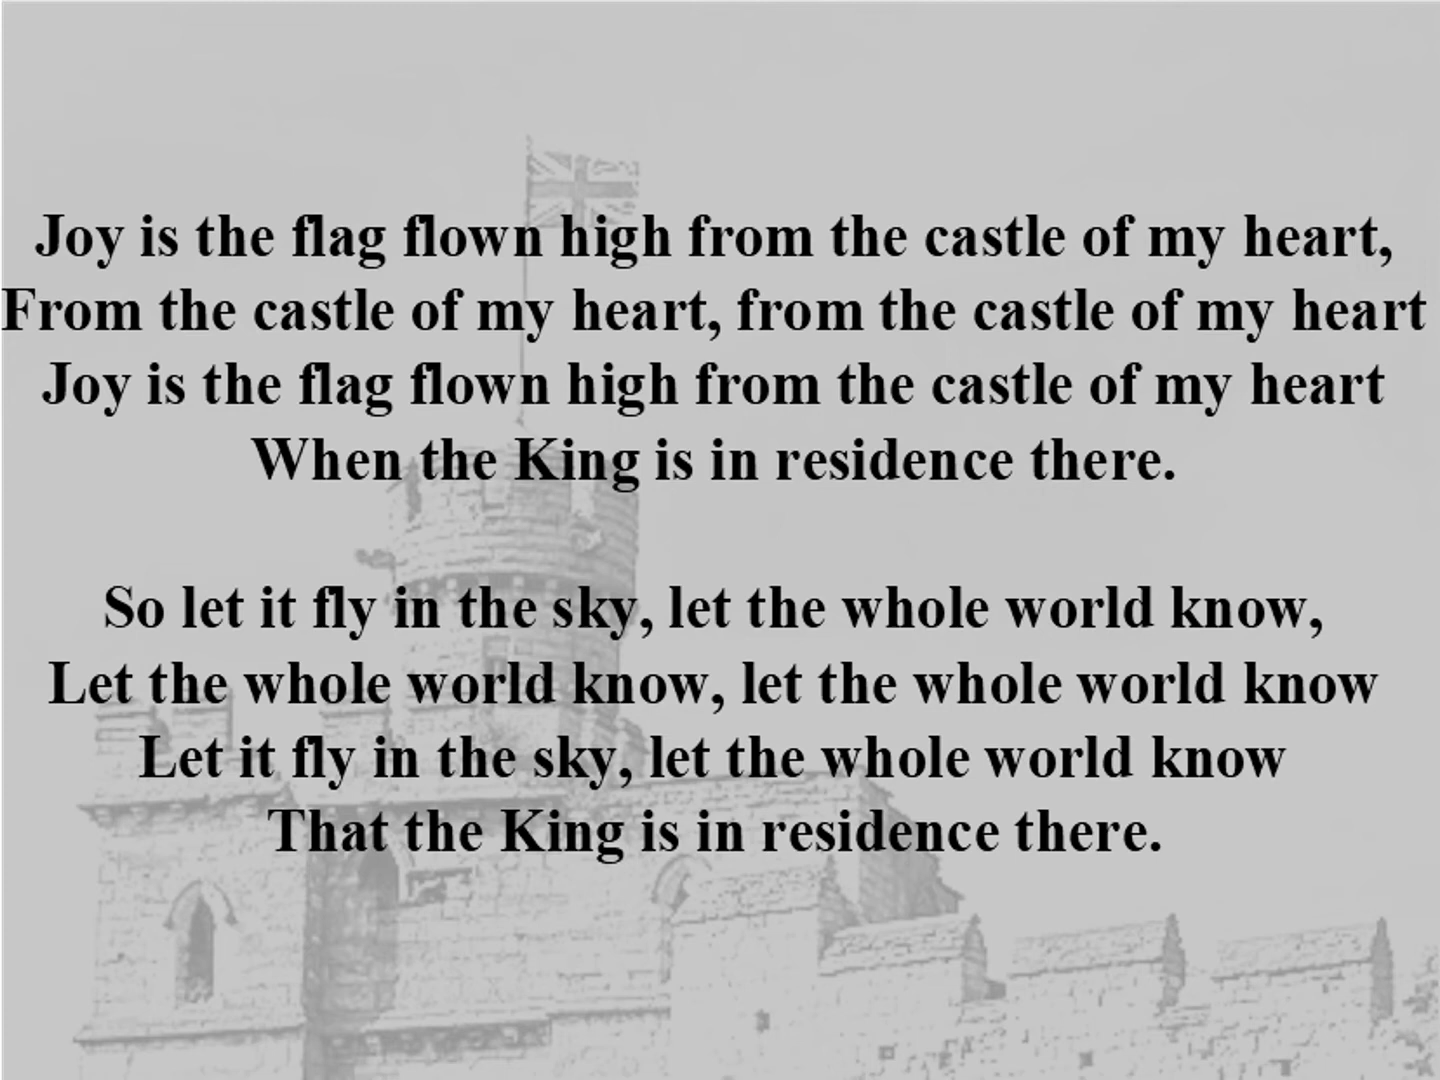 Joy is the flag flown high from the castle of my heart,
From the castle of my heart, from the castle of my heart
Joy is the flag flown high from the castle of my heart
When the King is in residence there.
So let it fly in the sky, let the whole world know,
Let the whole world know, let the whole world know
Let it fly in the sky, let the whole world know
That the King is in residence there.